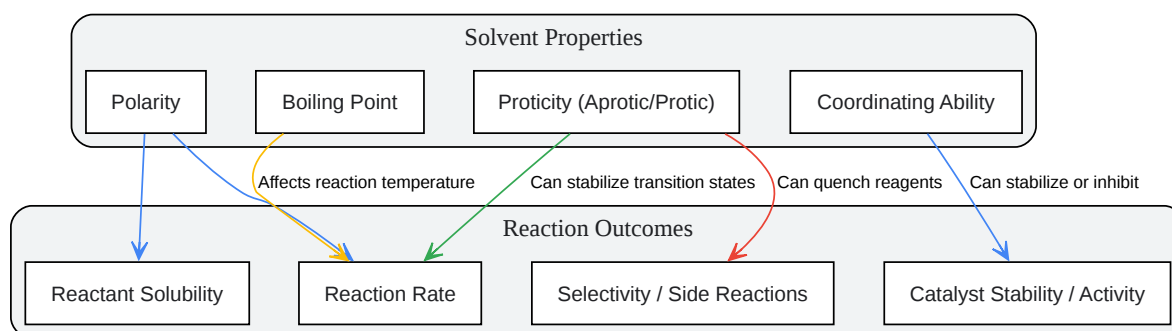 Solvent Properties
Polarity
Boiling Point
Proticity (Aprotic/Protic)
Coordinating Ability
Affects reaction temperature
Can stabilize transition states
Can quench reagents
Can stabilize or inhibit
Reaction Outcomes
Reactant Solubility
Reaction Rate
Selectivity / Side Reactions
Catalyst Stability / Activity